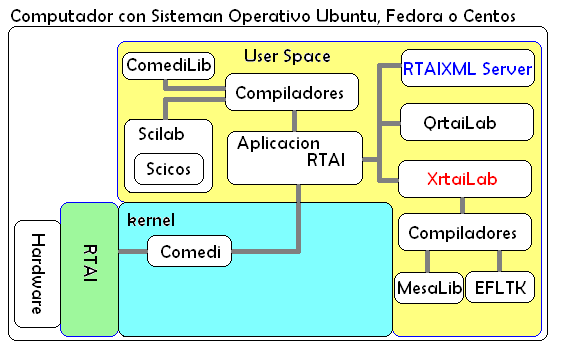 Computador con Sisteman Operativo Ubuntu, Fedora o Centos
User Space
ComediLib
RTAIXML Server
Compiladores
Scilab
QrtaiLab
Aplicacion
RTAI
Scicos
XrtaiLab
kernel
Compiladores
Hardware
RTAI
Comedi
MesaLib
EFLTK